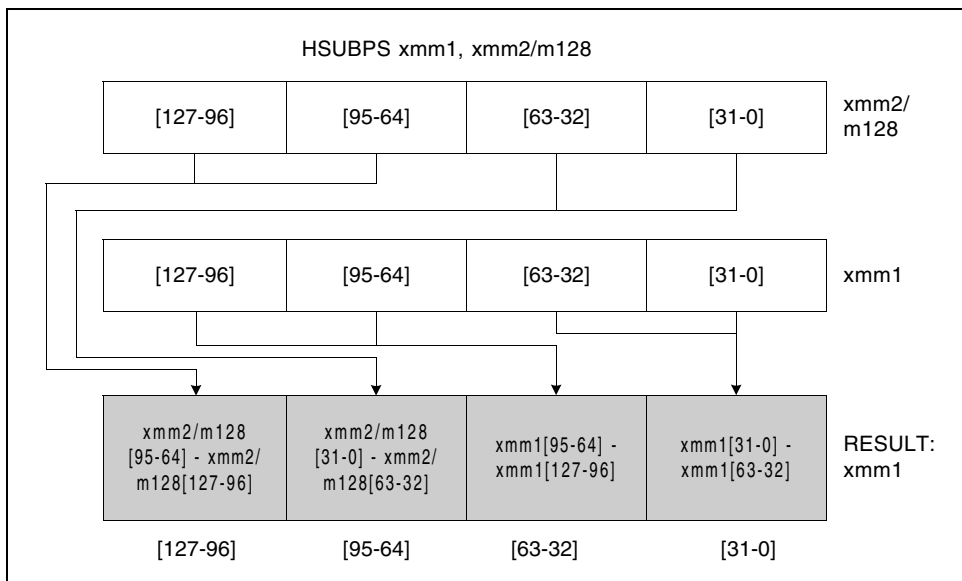 HSUBPS xmm1, xmm2/m128
[127-96] [95-64] [63-32] [31-0] xmm2/
m128
[127-96] [95-64] [63-32] [31-0] xmm1
xmm2/m128
[95-64] - xmm2/
m128[127-96]
xmm2/m128
[31-0] - xmm2/
m128[63-32]
xmm1[95-64] -
xmm1[127-96]
xmm1[31-0] -
xmm1[63-32]
RESULT:
xmm1
[127-96] [95-64] [63-32] [31-0]